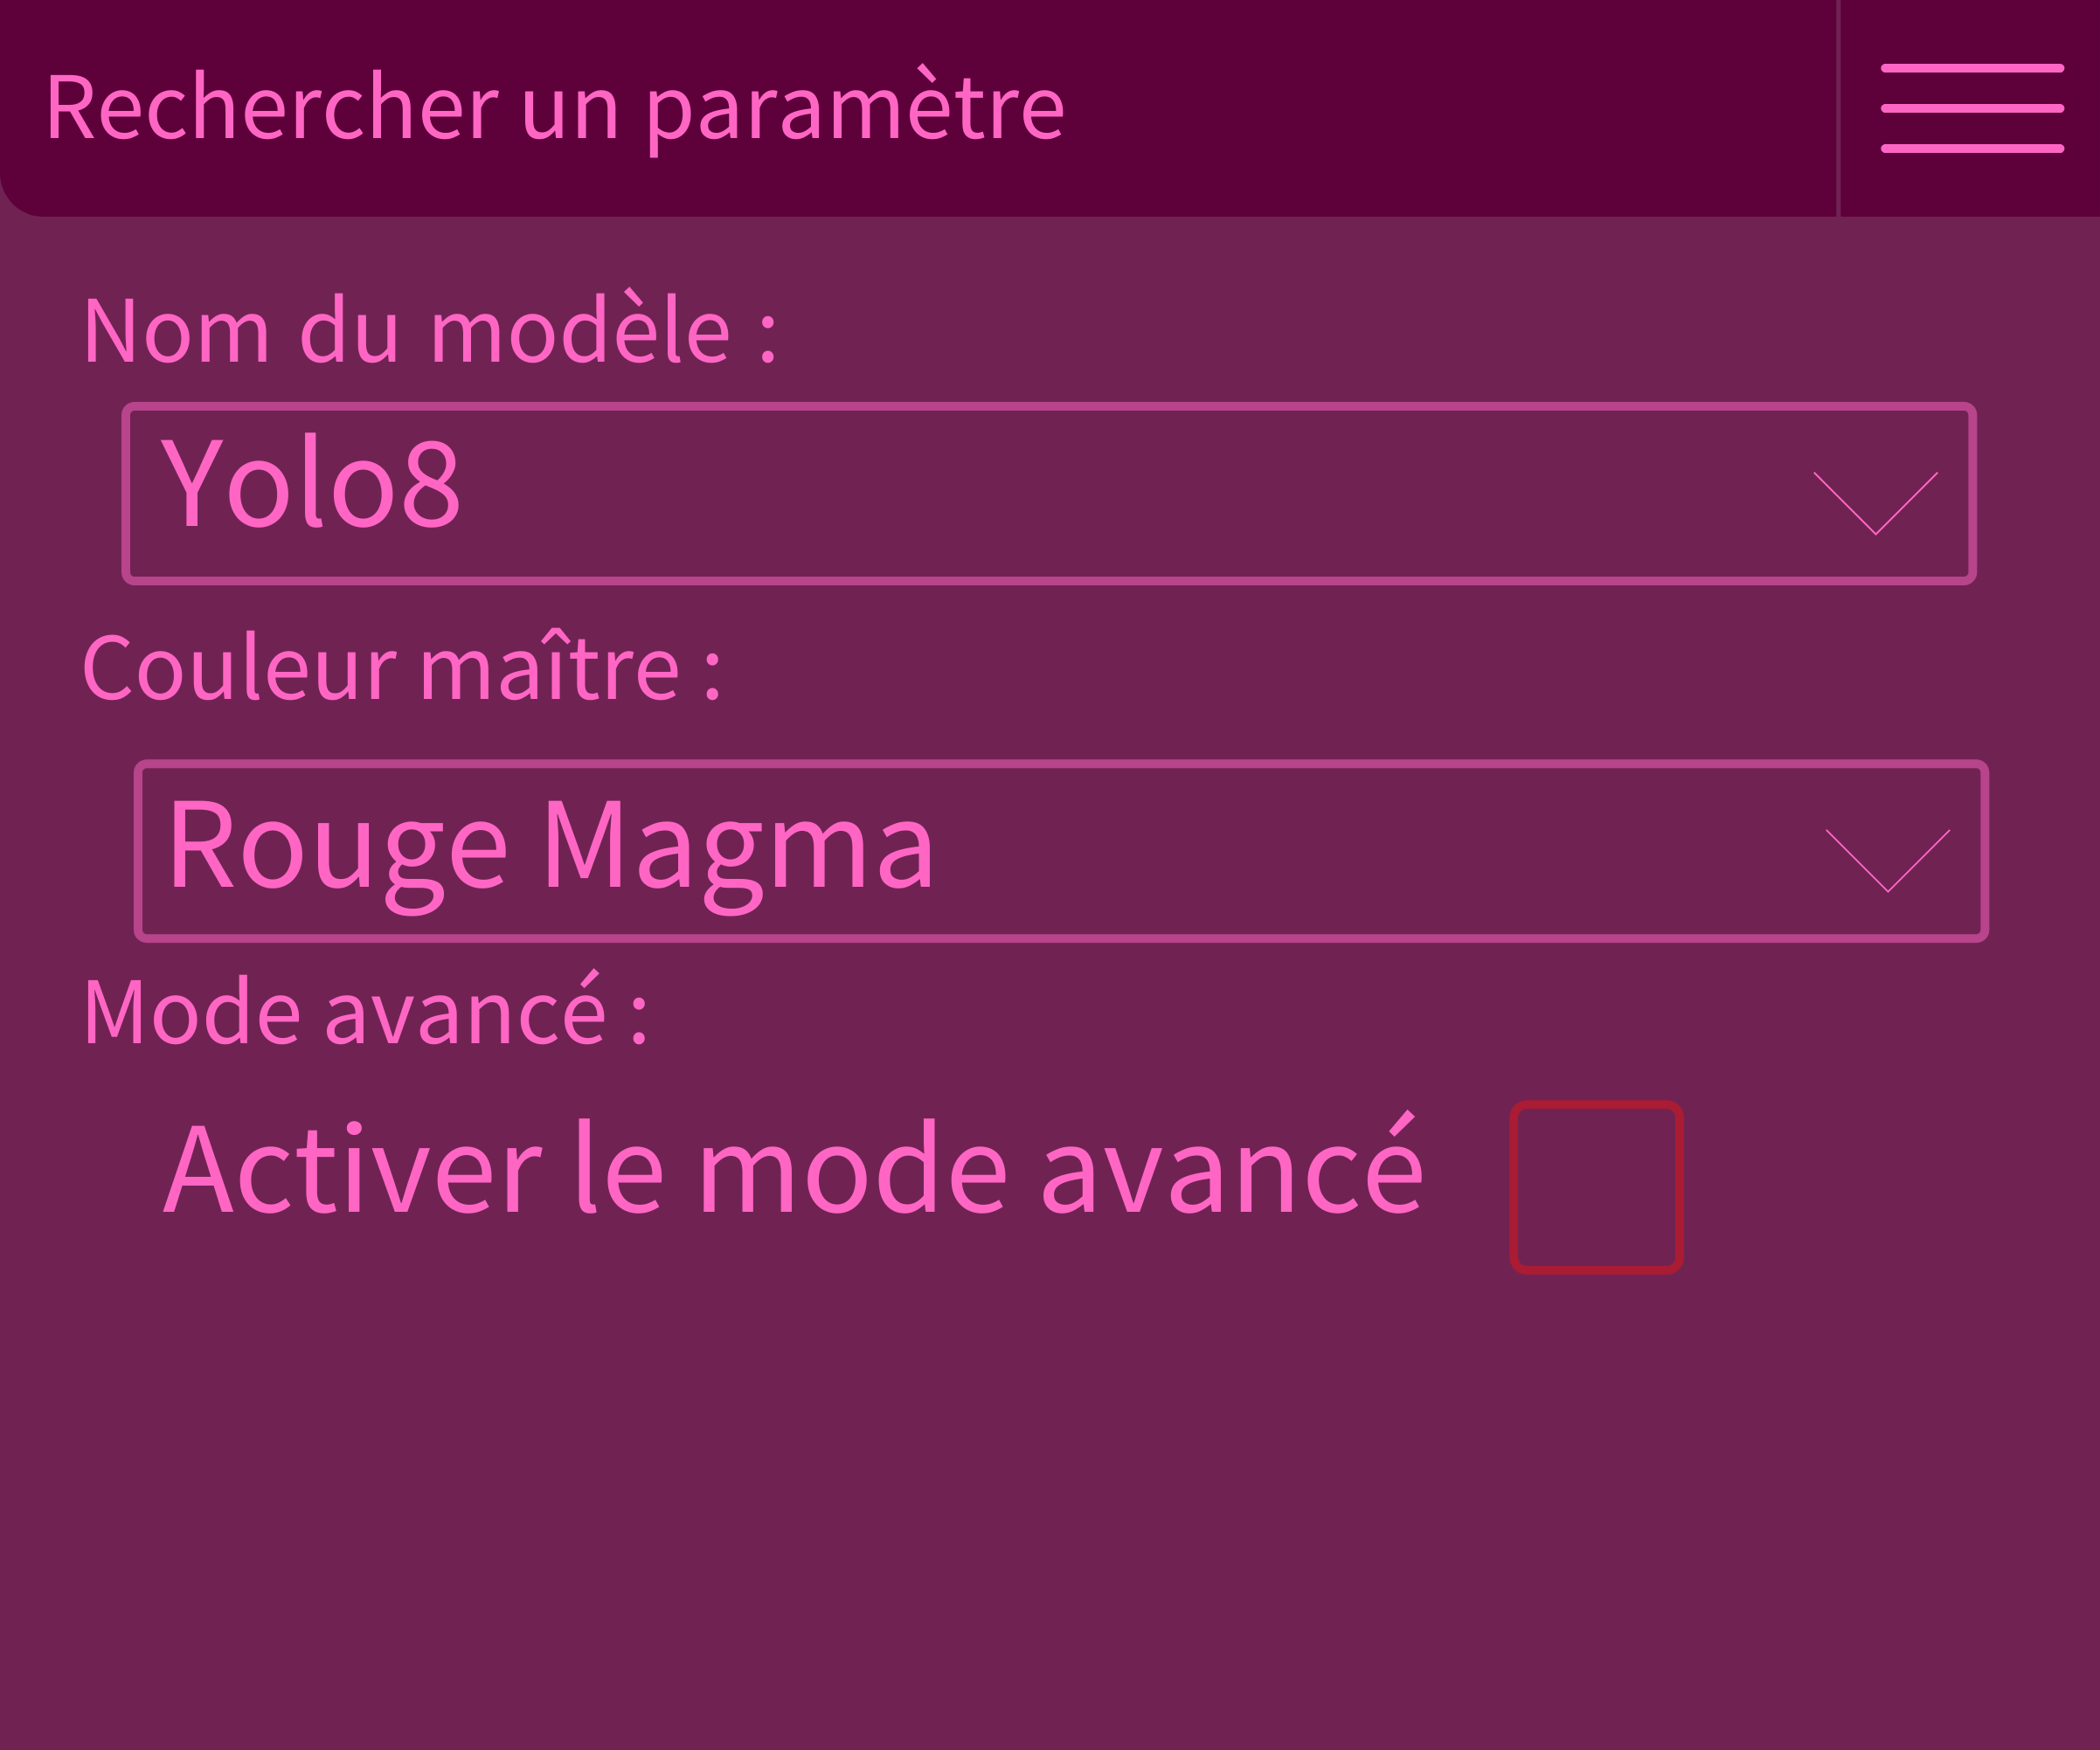 Rechercher un paramètre
Nom du modèle :
Yolo8
Couleur maître :
Rouge Magma
Mode avancé :
Activer le mode avancé